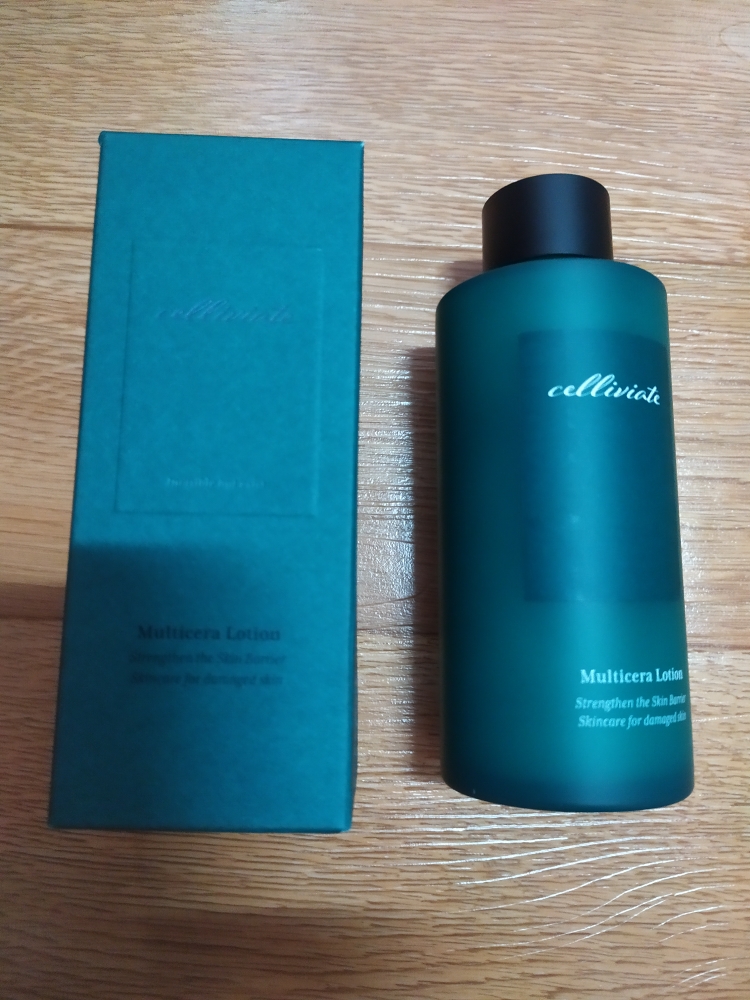 celliviate
Multicera Lotion
Strengthen the Skin Barrier
Skincare for damaged skin
celliviate
Multicera Lotion
Strengthen the Skin Barrier
Skincare for damaged skin